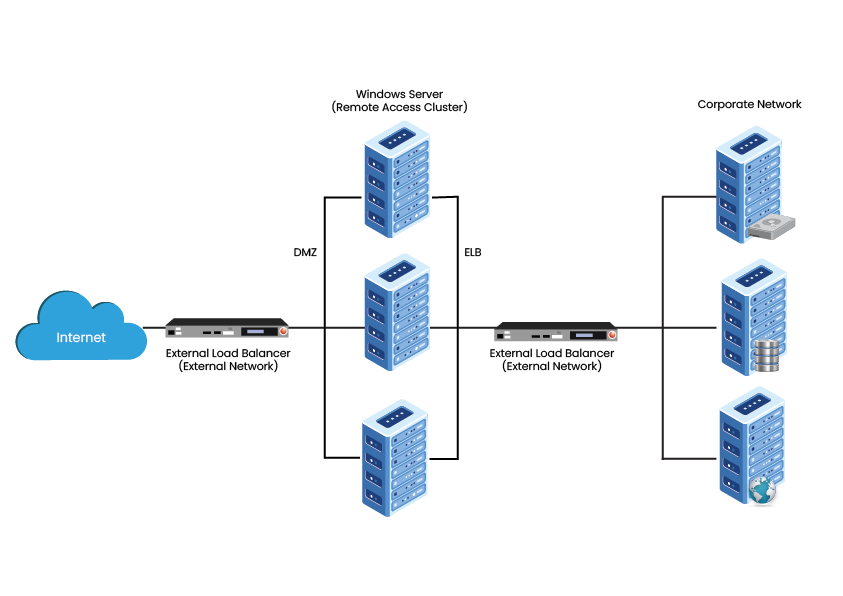 Windows Server
(Remote Access Cluster)
Corporate Network
DMZ
ELB
Internet
External Load Balancer
(External Network)
External Load Balancer
(External Network)